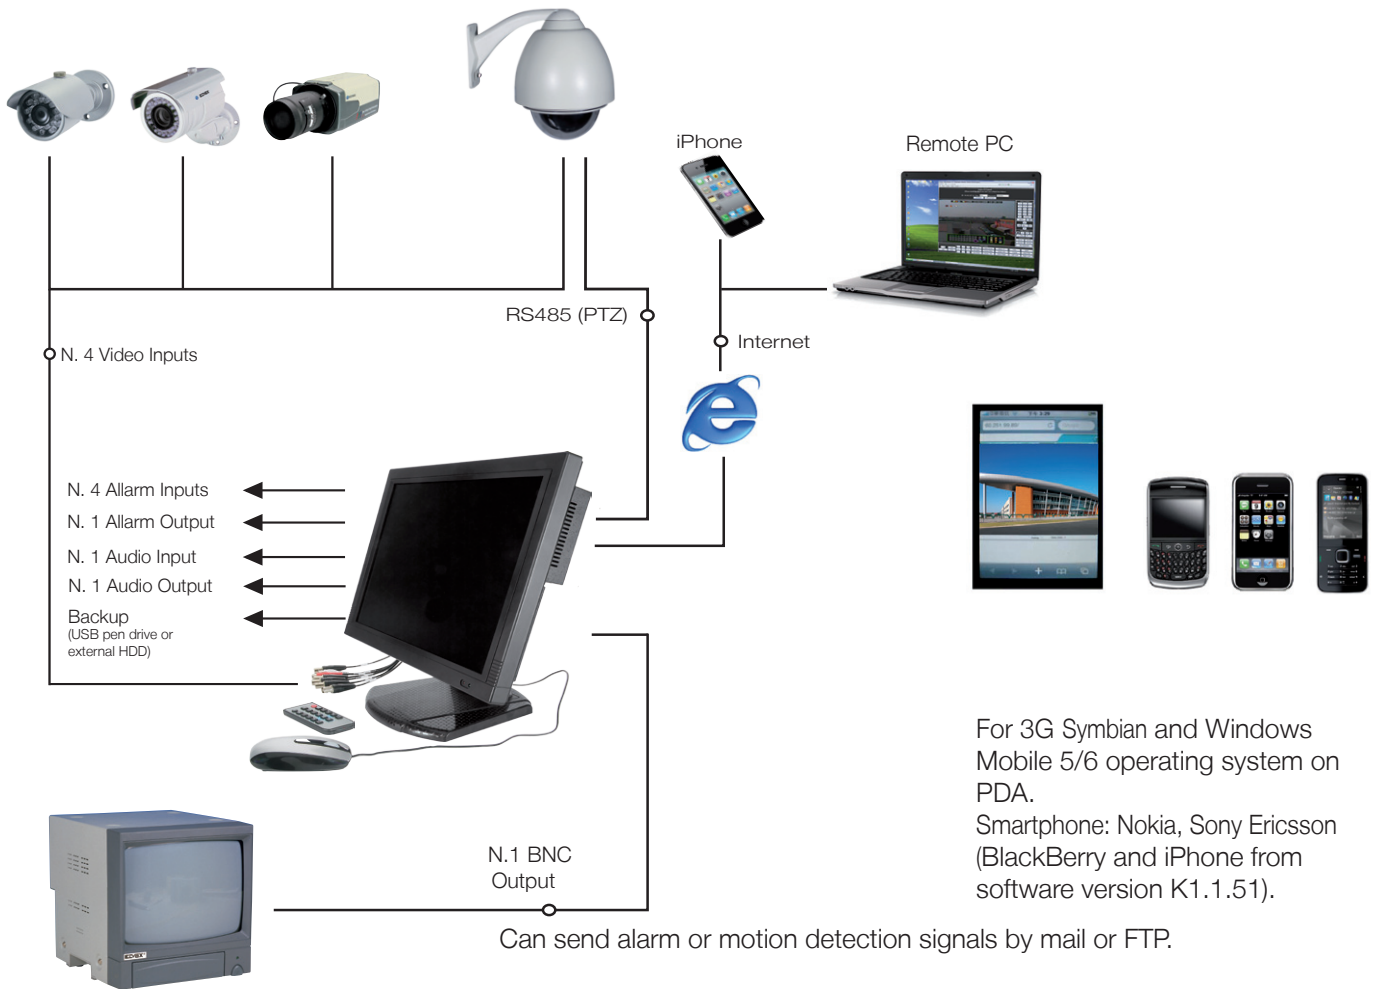 iPhone
Remote PC
RS485 (PTZ)
Internet
N. 4 Video Inputs
N. 4 Allarm Inputs
N. 1 Allarm Output
N. 1 Audio Input
N. 1 Audio Output
Backup
(USB pen drive or
external HDD)
N.1 BNC
Output
For 3G Symbian and Windows
Mobile 5/6 operating system on
PDA.
Smartphone: Nokia, Sony Ericsson
(BlackBerry and iPhone from
software version K1.1.51).
Can send alarm or motion detection signals by mail or FTP.